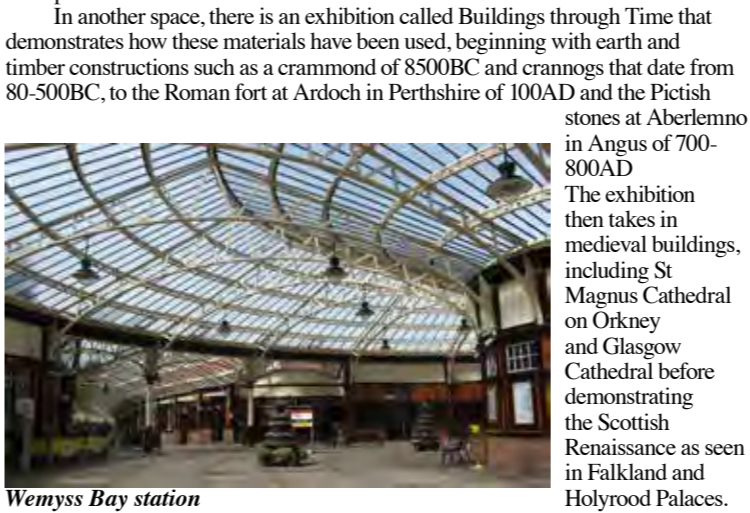 In another space, there is an exhibition called Buildings through Time that
demonstrates how these materials have been used, beginning with earth and
timber constructions such as a crammond of 8500BC and crannogs that date from
80-500BC, to the Roman fort at Ardoch in Perthshire of 100AD and the Pictish
stones at Aberlemno
in Angus of 700-
800AD
The exhibition
then takes in
medieval buildings,
including St
Magnus Cathedral
on Orkney
and Glasgow
Cathedral before
demonstrating
the Scottish
Renaissance as seen
in Falkland and
Holyrood Palaces.
Wemyss Bay station